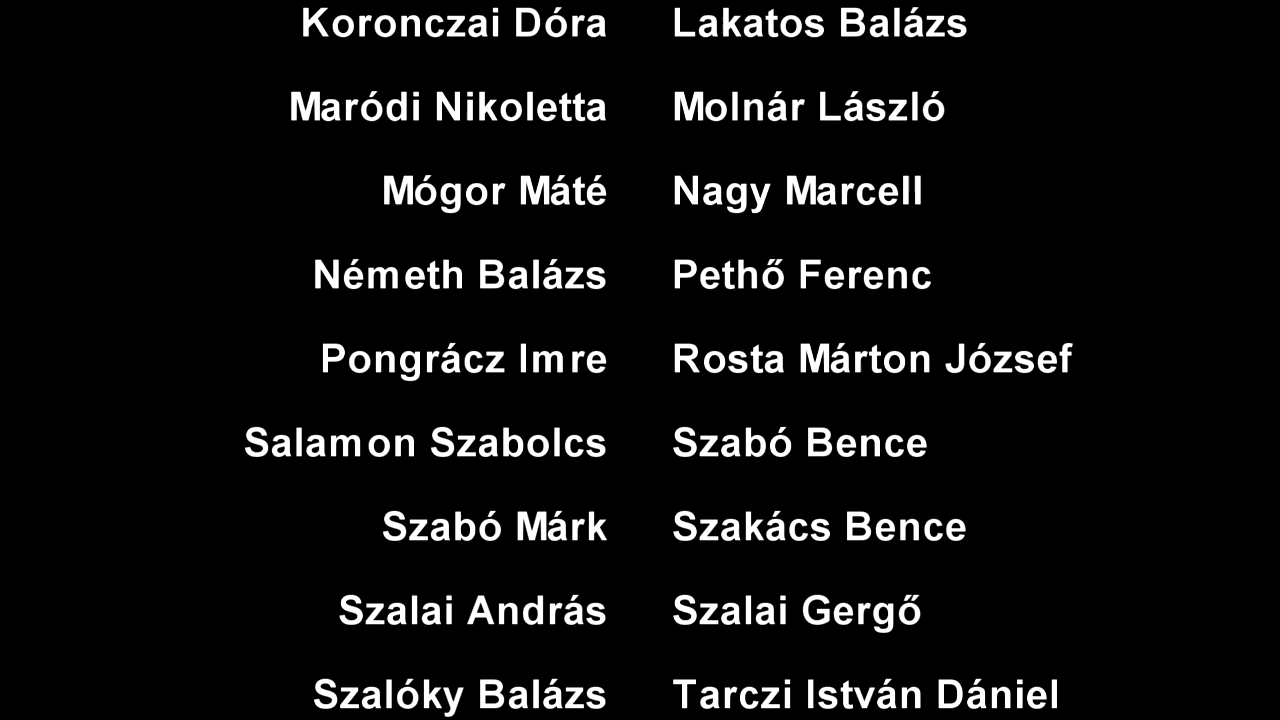 Koronczai Dóra Lakatos Balázs
Maródi Nikoletta Molnár László
Mógor Máté Nagy Marcell
Németh Balázs Pethő Ferenc
Pongrácz Imre Rosta Márton József
Salamon Szabolcs Szabó Bence
Szabó Márk Szakács Bence
Szalai András Szalai Gergő
Szalóky Balázs Tarczi István Dániel